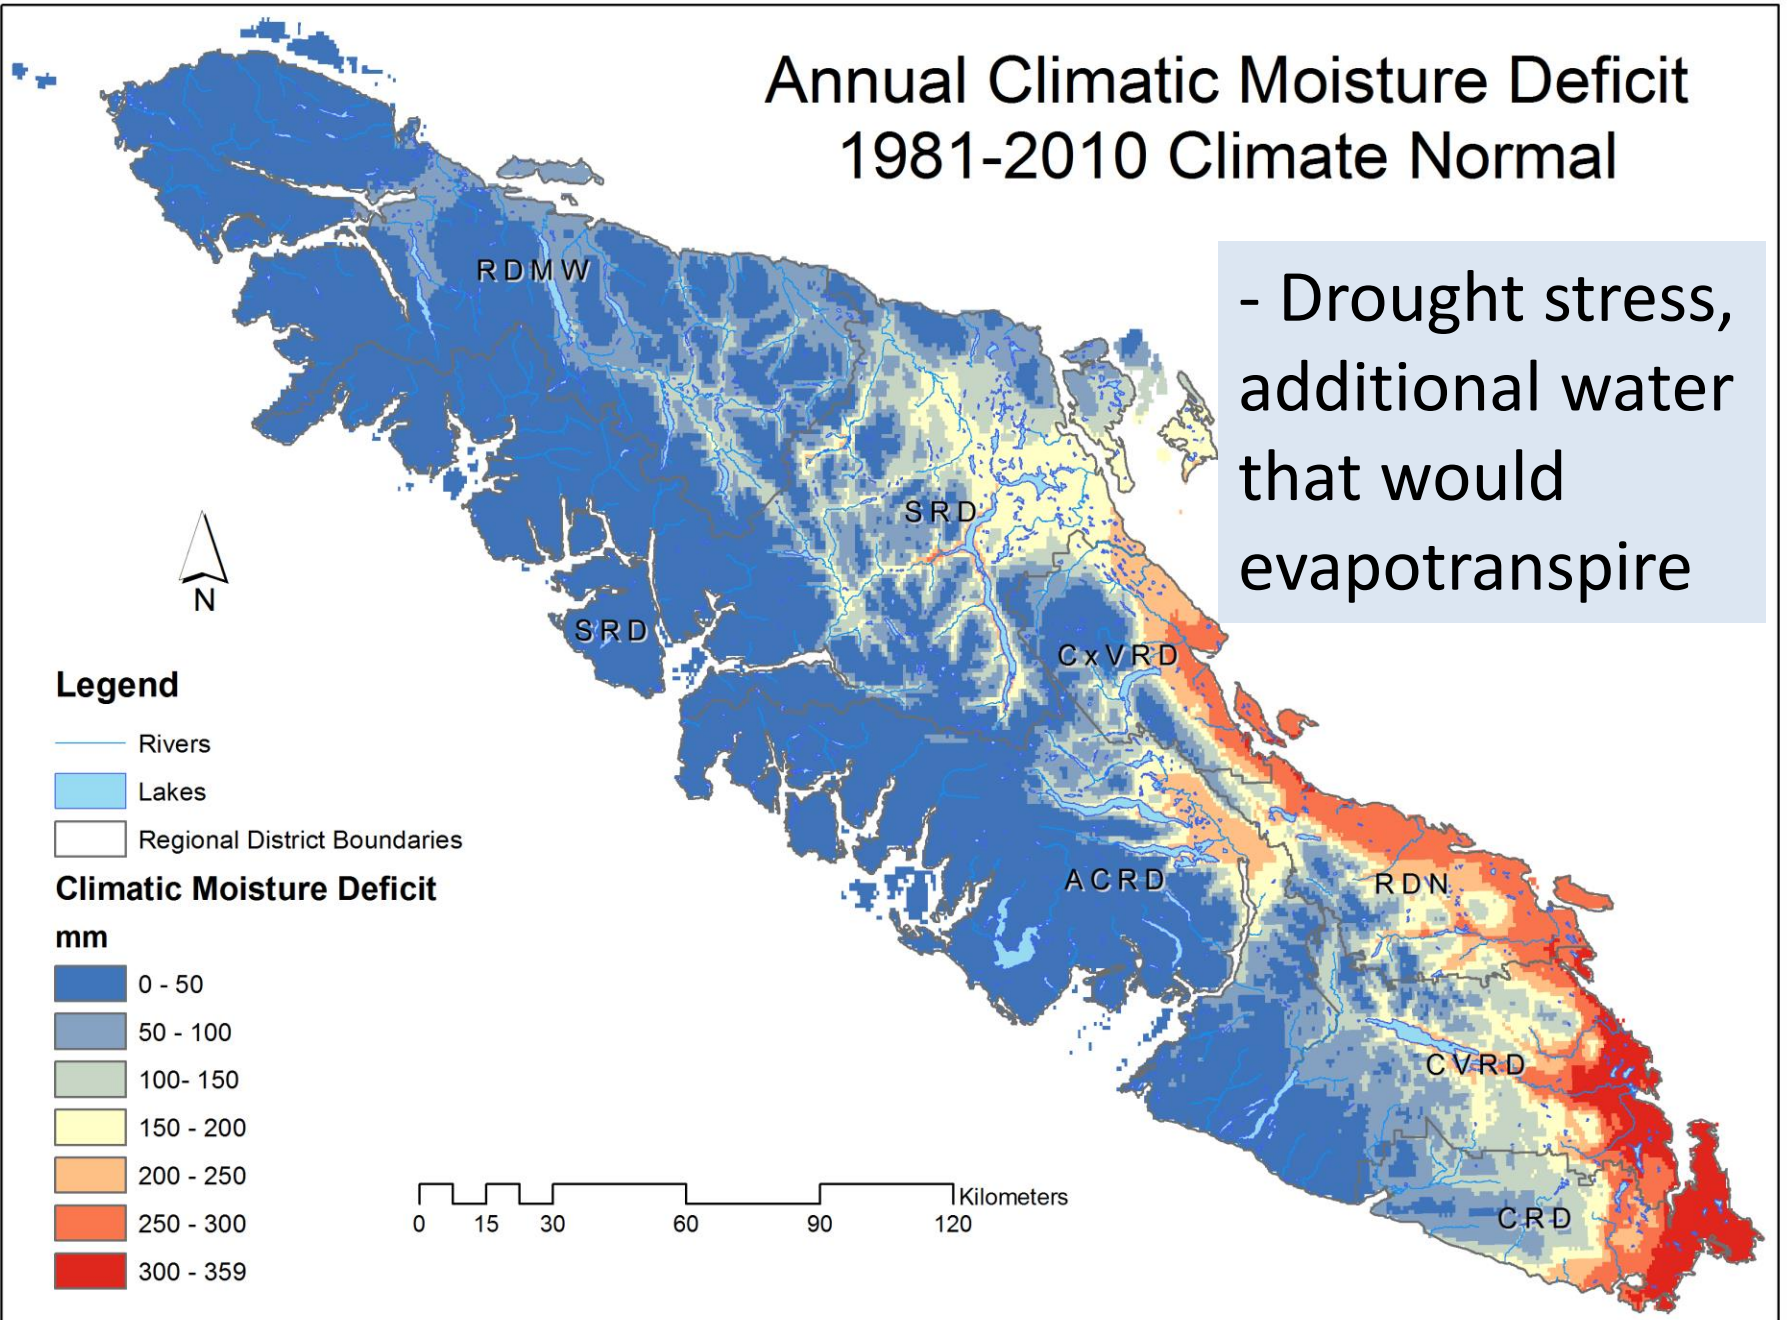 Annual Climatic Moisture Deficit
1981-2010 Climate Normal
- Drought stress,
additional water
that would
evapotranspire
RDMW
SRD
SRD
CxVRD
ACRD
RDN
CVRD
CRD
N
Legend
Rivers
Lakes
Regional District Boundaries
Climatic Moisture Deficit
mm
0 - 50
50 - 100
100- 150
150 - 200
200 - 250
250 - 300
300 - 359
Kilometers
0 15 30 60 90 120